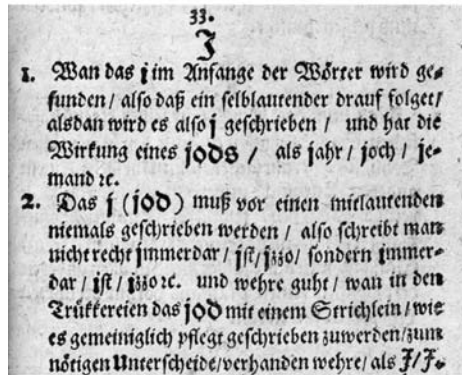 33.
J
1. Wan das j im Anfange der Wörter wird ge⸗
funden / also daß ein selblautender drauf folget/
alsdan wird es also j geschrieben / und hat die
Wirkung eines jods / als jahr / joch / je⸗
mand ꝛc.
2. Das j (jod) muß vor einen mitlautenden
niemals geschrieben werden / also schreibt man
nicht recht jmmerdar / jst / jzzo / sondern immer⸗
dar / ist / izzo ꝛc. und wehre guht / wan in den
Trükkereien das jod mit einem Strichlein / wie
es gemeiniglich pflegt geschrieben zuwerden/zum
nötigen Unterscheide/verhanden wehre/ als J/J⸗